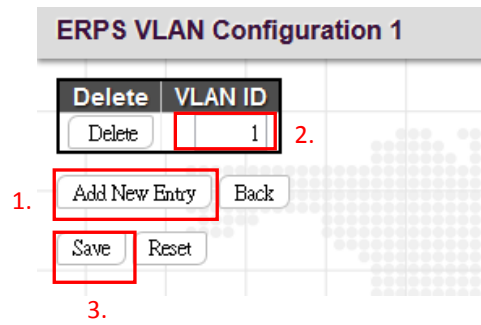 ERPS VLAN Configuration 1
Delete VLAN ID
Delete 1 2.
1. Add New Entry Back
Save Reset
3.